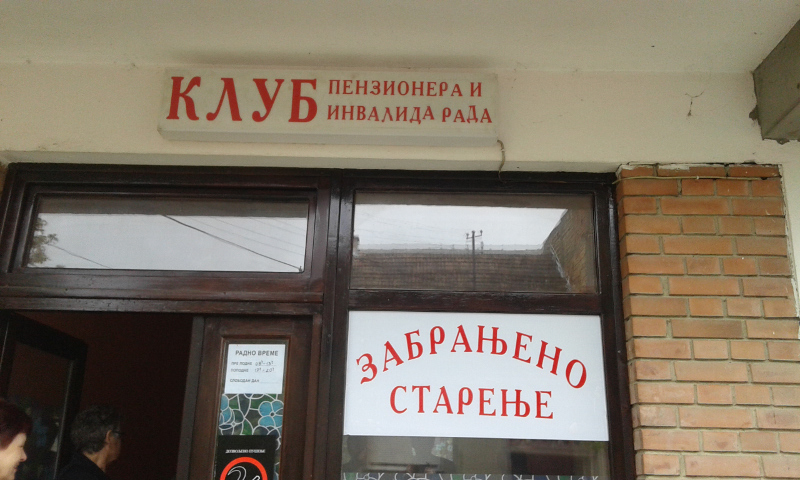 КЛУБ ПЕНЗИОНЕРА И
ИНВАЛИДА РАДА
ЗАБРАЊЕНО
СТАРЕЊЕ
РАДНО ВРЕМЕ